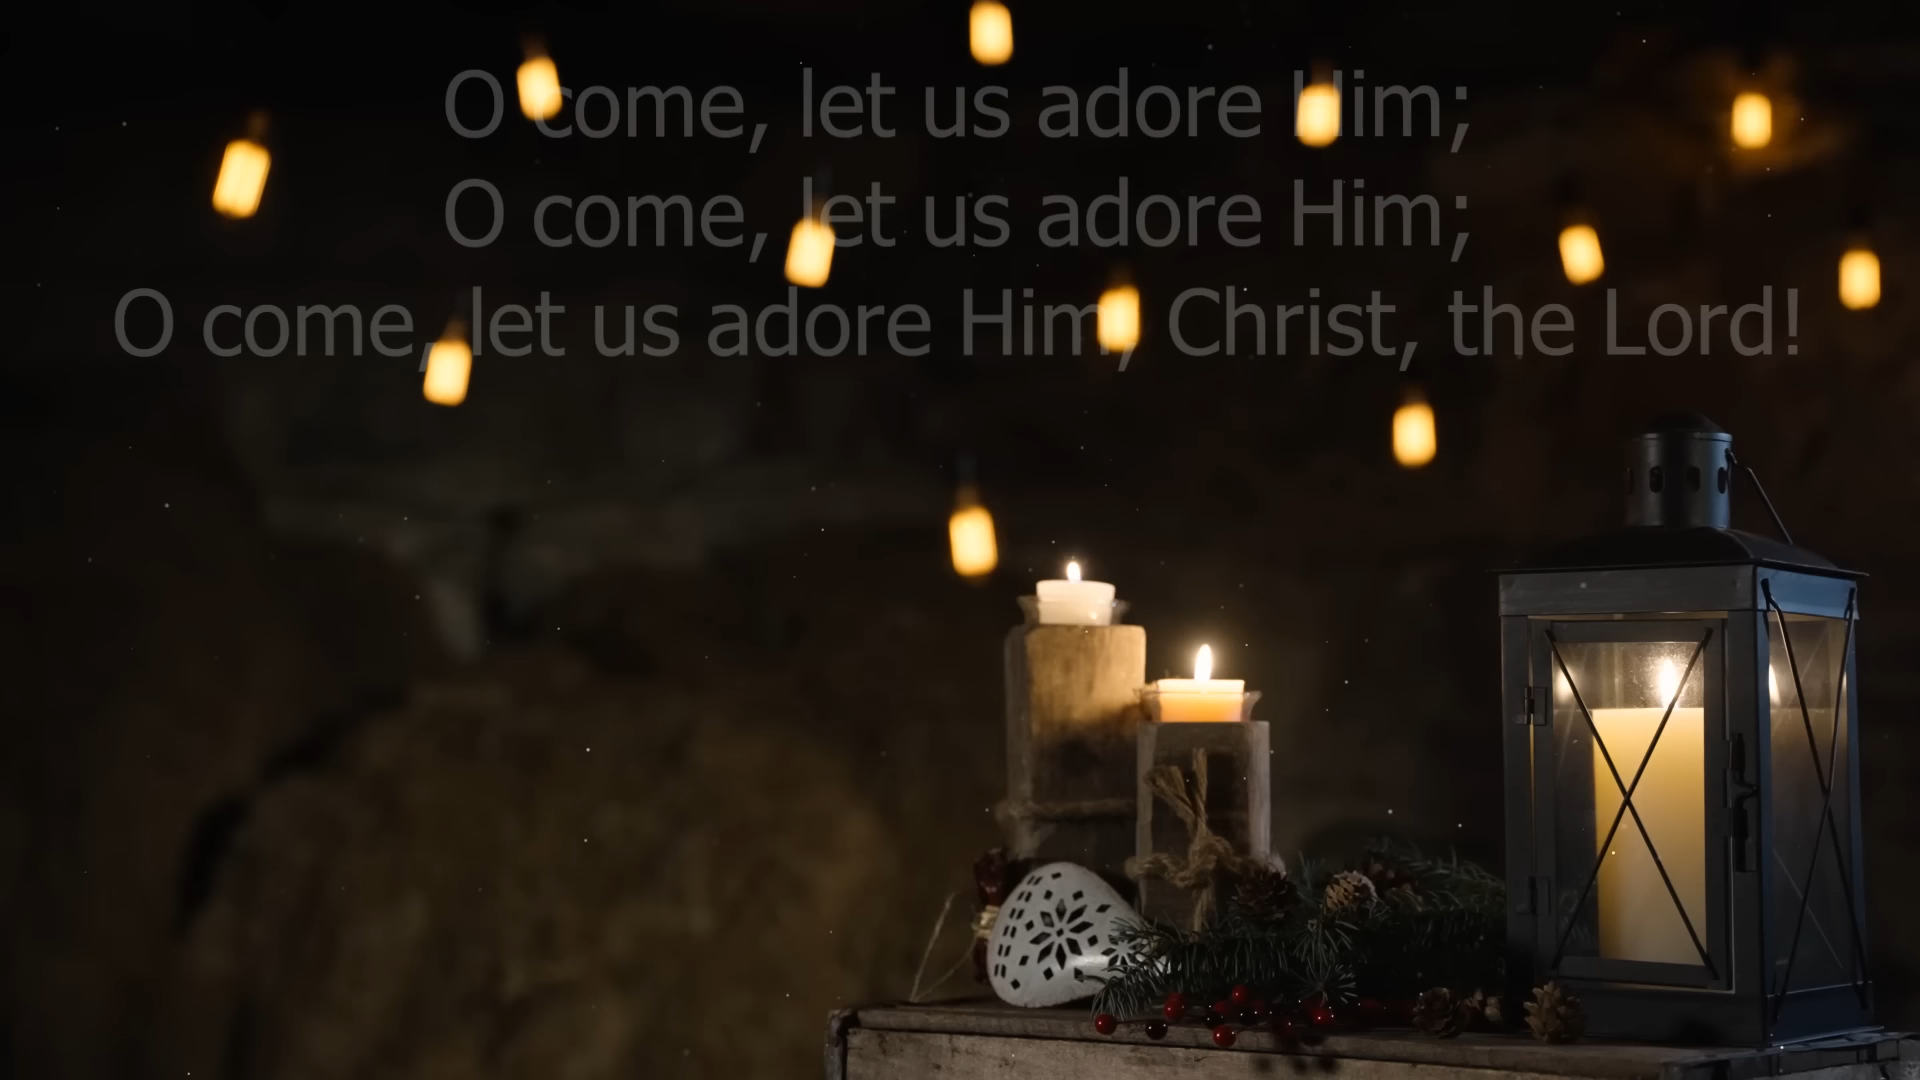 O come, let us adore Him;
O come, let us adore Him;
O come, let us adore Him, Christ, the Lord!